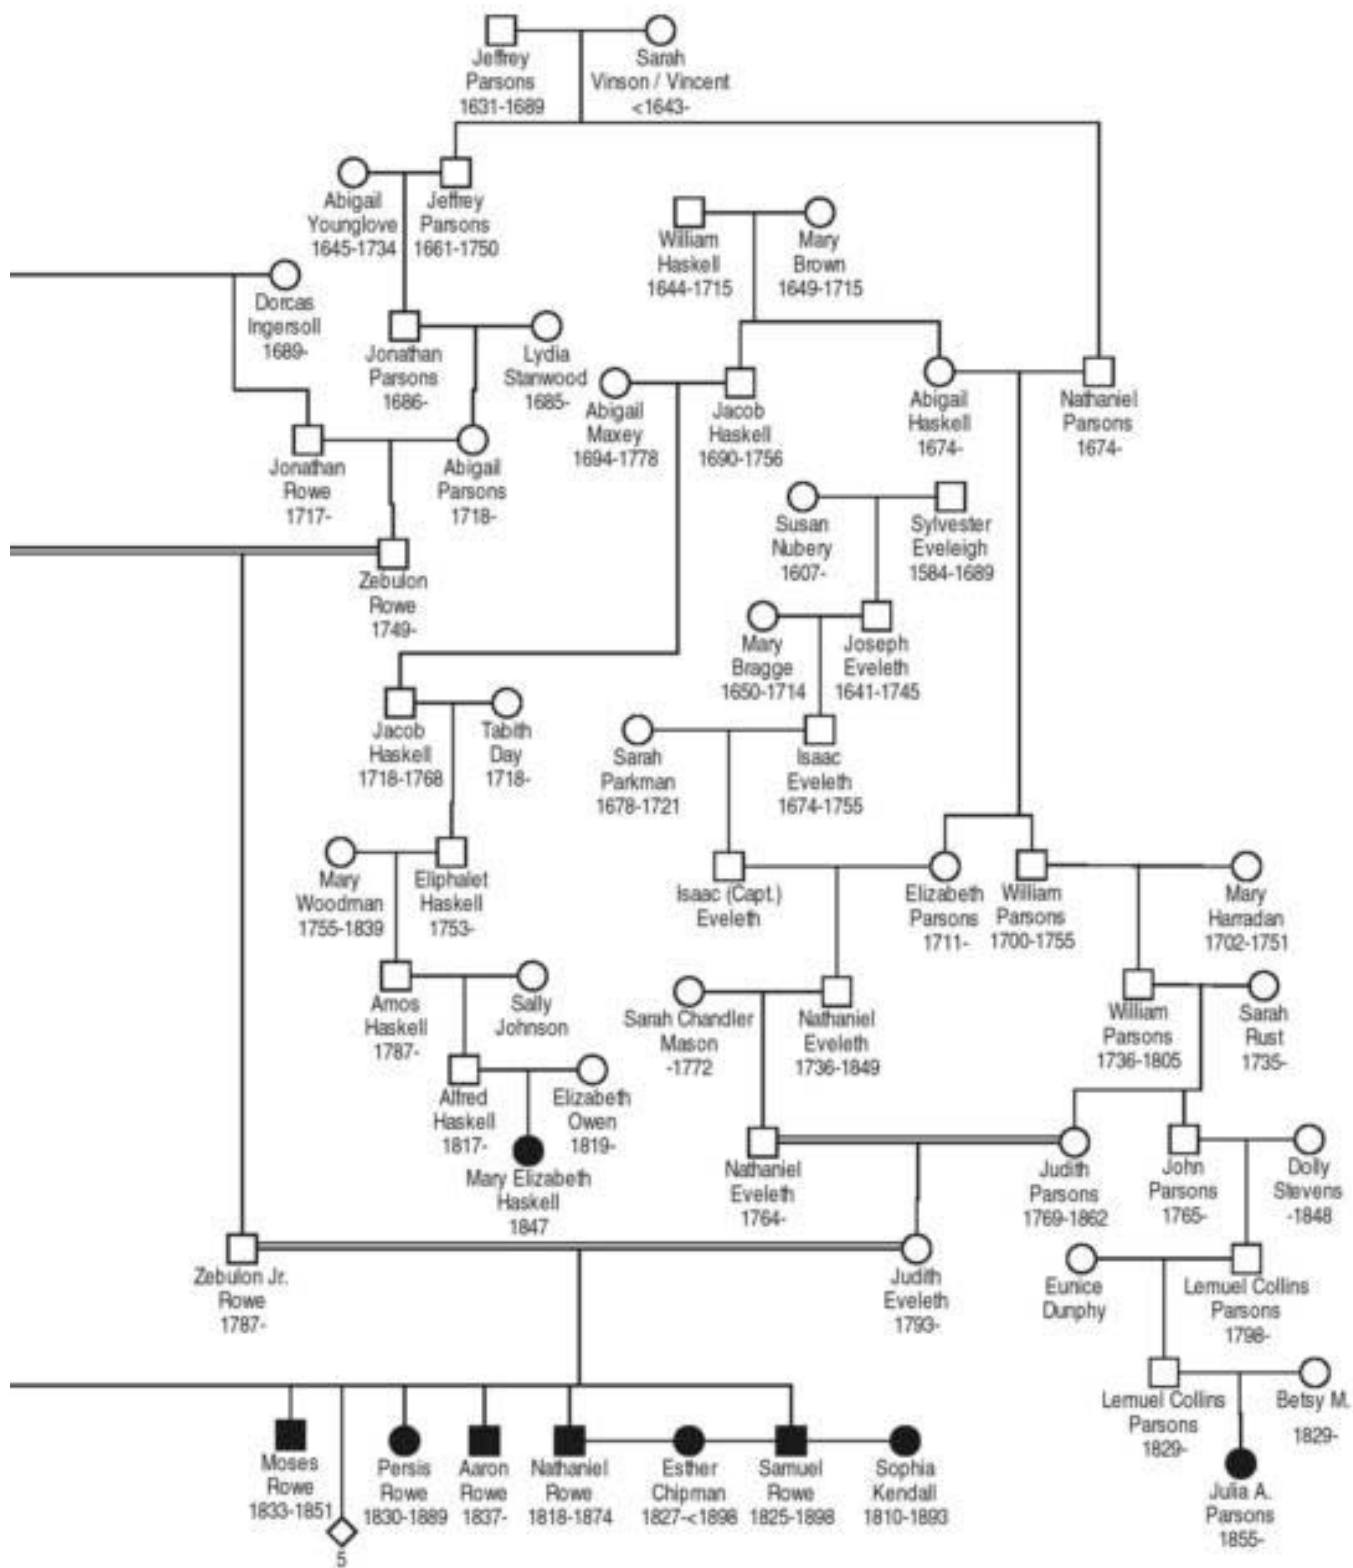 Jeffrey
Parsons
1631-1689
Sarah
Vinson / Vincent
<1643-
Abigail
Younglove
1645-1734
Jeffrey
Parsons
1661-1750
William
Haskell
1644-1715
Mary
Brown
1649-1715
Dorcas
Ingersoll
1689-
Jonathan
Parsons
1686-
Lydia
Stanwood
1685-
Abigail
Maxey
1694-1778
Jacob
Haskell
1690-1756
Abigail
Haskell
1674-
Nathaniel
Parsons
1674-
Jonathan
Rowe
1717-
Abigail
Parsons
1718-
Susan
Nubery
1607-
Sylvester
Eveleigh
1584-1689
Zebulon
Rowe
1749-
Mary
Bragge
1650-1714
Joseph
Eveleth
1641-1745
Jacob
Haskell
1718-1768
Tabith
Day
1718-
Sarah
Parkman
1678-1721
Isaac
Eveleth
1674-1755
Mary
Woodman
1755-1839
Eliphalet
Haskell
1753-
Isaac (Capt.)
Eveleth
Elizabeth
Parsons
1711-
William
Parsons
1700-1755
Mary
Harradan
1702-1751
Amos
Haskell
1787-
Sally
Johnson
Sarah Chandler
Mason
-1772
Nathaniel
Eveleth
1736-1849
William
Parsons
1736-1805
Sarah
Rust
1735-
Alfred
Haskell
1817-
Elizabeth
Owen
1819-
Mary Elizabeth
Haskell
1847
Nathaniel
Eveleth
1764-
Judith
Parsons
1769-1862
John
Parsons
1765-
Dolly
Stevens
-1848
Zebulon Jr.
Rowe
1787-
Judith
Eveleth
1793-
Eunice
Dunphy
Lemuel Collins
Parsons
1798-
Lemuel Collins
Parsons
1829-
Betsy M.
1829-
Moses
Rowe
1833-1851
5
Persis
Rowe
1830-1889
Aaron
Rowe
1837-
Nathaniel
Rowe
1818-1874
Esther
Chipman
1827-<1898
Samuel
Rowe
1825-1898
Sophia
Kendall
1810-1893
Julia A.
Parsons
1855-